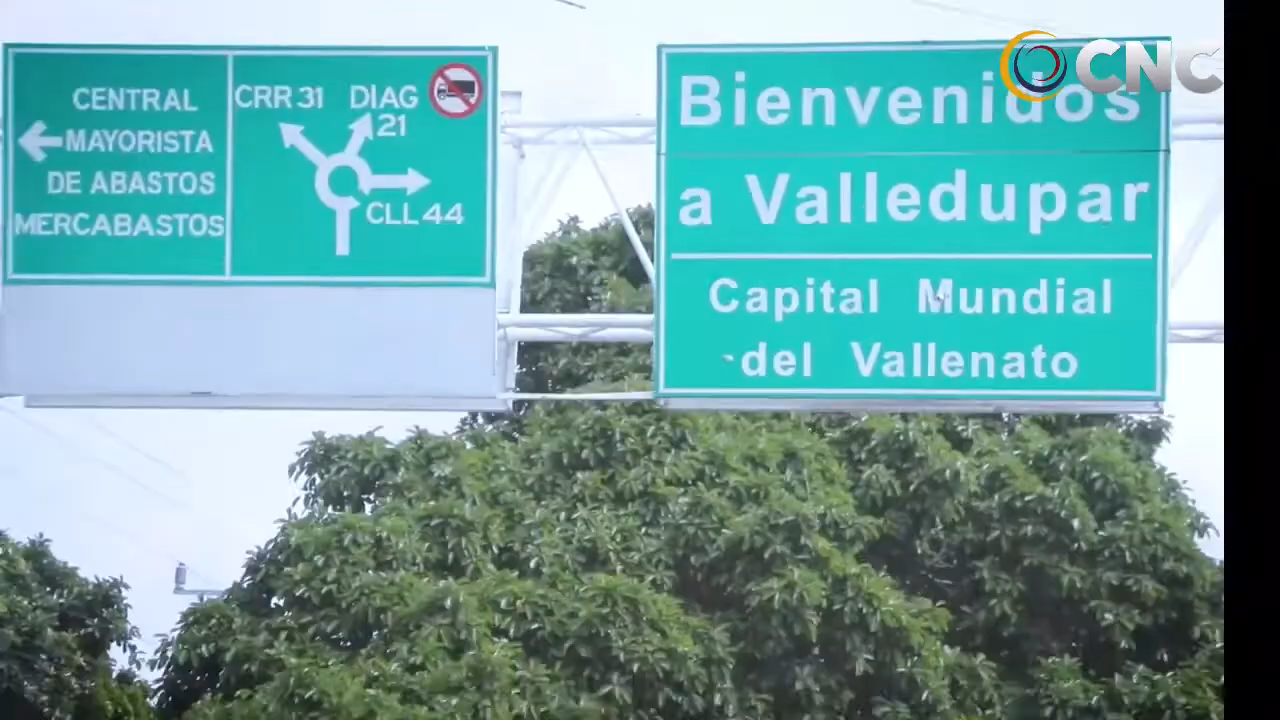 CENTRAL
MAYORISTA
DE ABASTOS
MERCABASTOS
CRR 31
DIAG
21
CLL 44
Bienvenidos
a Valledupar
Capital Mundial
del Vallenato
CNC